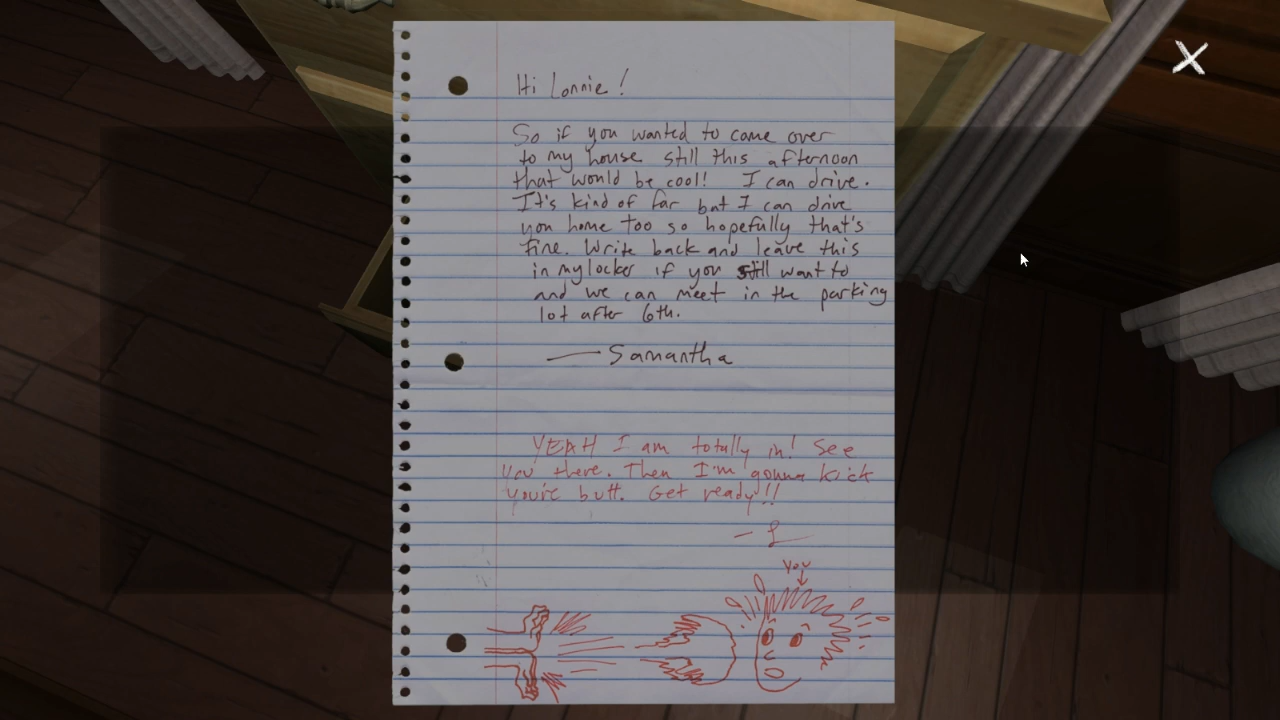 Hi Lonnie!
So if you wanted to come over
to my house still this afternoon
that would be cool! I can drive.
It's kind of far but I can drive
you home too so hopefully that's
fine. Write back and leave this
in my locker if you still want to
and we can meet in the parking
lot after 6th.
— Samantha
YEAH I am totally in! See
you there. Then I'm gonna kick
you're butt. Get ready!!
- L
you